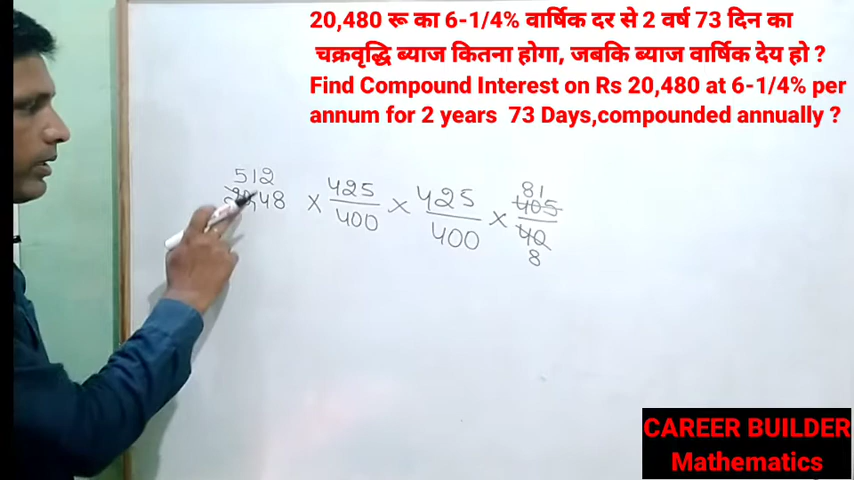 20,480 रू का 6-1/4% वार्षिक दर से 2 वर्ष 73 दिन का
चक्रवृद्धि ब्याज कितना होगा, जबकि ब्याज वार्षिक देय हो ?
Find Compound Interest on Rs 20,480 at 6-1/4% per
annum for 2 years 73 Days,compounded annually ?
512 81
48 × 425/400 × 425/400 × 405/40
8
CAREER BUILDER
Mathematics